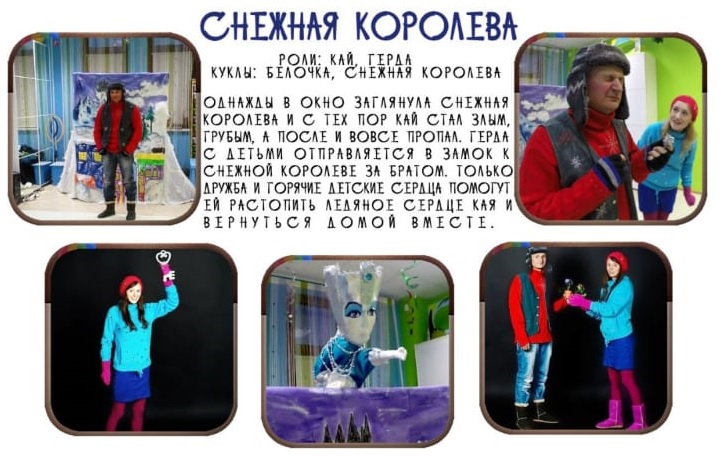 СНЕЖНАЯ КОРОЛЕВА
РОЛИ: КАЙ, ГЕРДА
КУКЛЫ: БЕЛОЧКА, СНЕЖНАЯ КОРОЛЕВА
ОДНАЖДЫ В ОКНО ЗАГЛЯНУЛА СНЕЖНАЯ
КОРОЛЕВА И С ТЕХ ПОР КАЙ СТАЛ ЗЛЫМ,
ГРУБЫМ, А ПОСЛЕ И ВОВСЕ ПРОПАЛ. ГЕРДА
С ДЕТЬМИ ОТПРАВЛЯЕТСЯ В ЗАМОК К
СНЕЖНОЙ КОРОЛЕВЕ ЗА БРАТОМ. ТОЛЬКО
ДРУЖБА И ГОРЯЧИЕ ДЕТСКИЕ СЕРДЦА ПОМОГУТ
ЕЙ РАСТОПИТЬ ЛЕДЯНОЕ СЕРДЦЕ КАЯ И
ВЕРНУТЬСЯ ДОМОЙ ВМЕСТЕ.